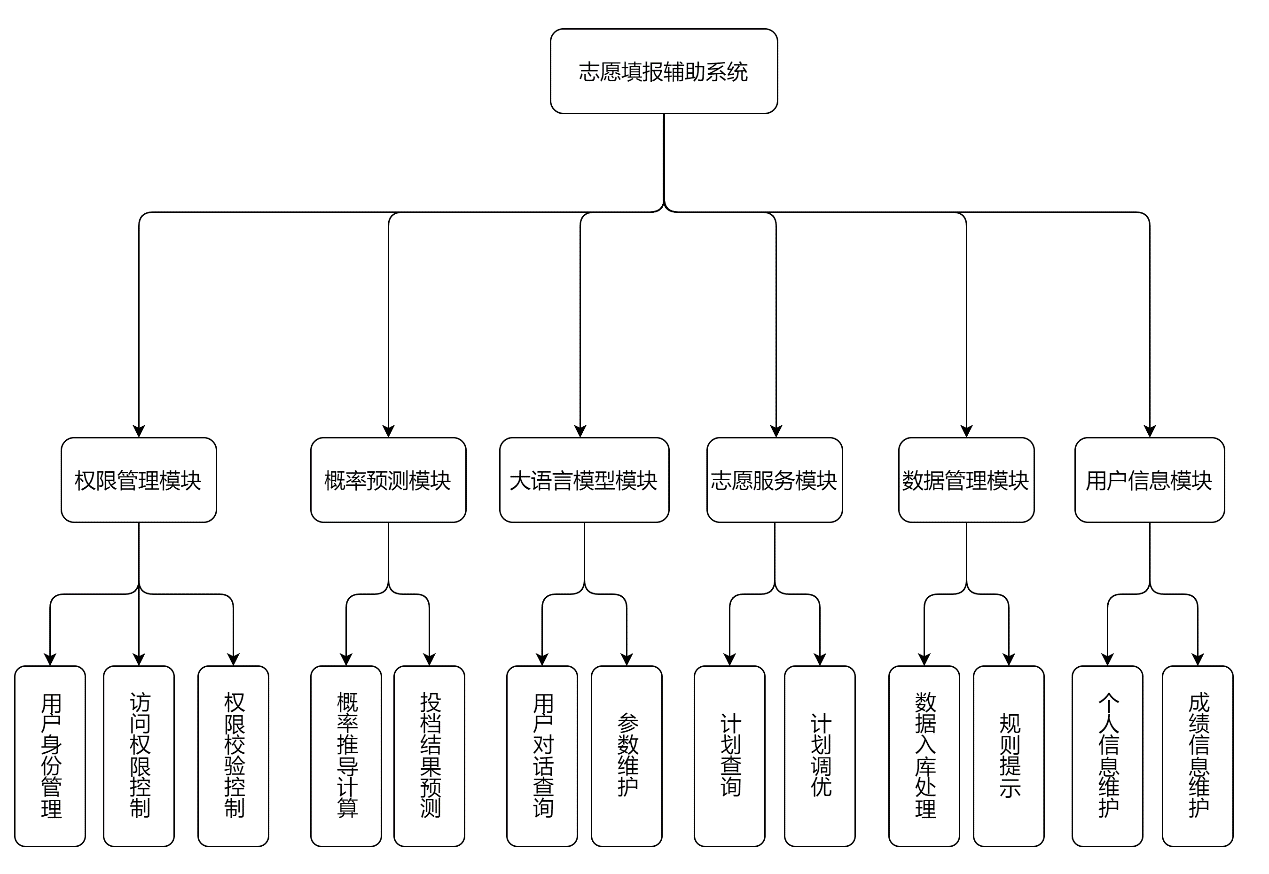 志愿填报辅助系统
权限管理模块
概率预测模块
大语言模型模块
志愿服务模块
数据管理模块
用户信息模块
用户身份管理
访问权限控制
权限校验控制
概率推导计算
投档结果预测
用户对话查询
参数维护
计划查询
计划调优
数据入库处理
规则提示
个人信息维护
成绩信息维护